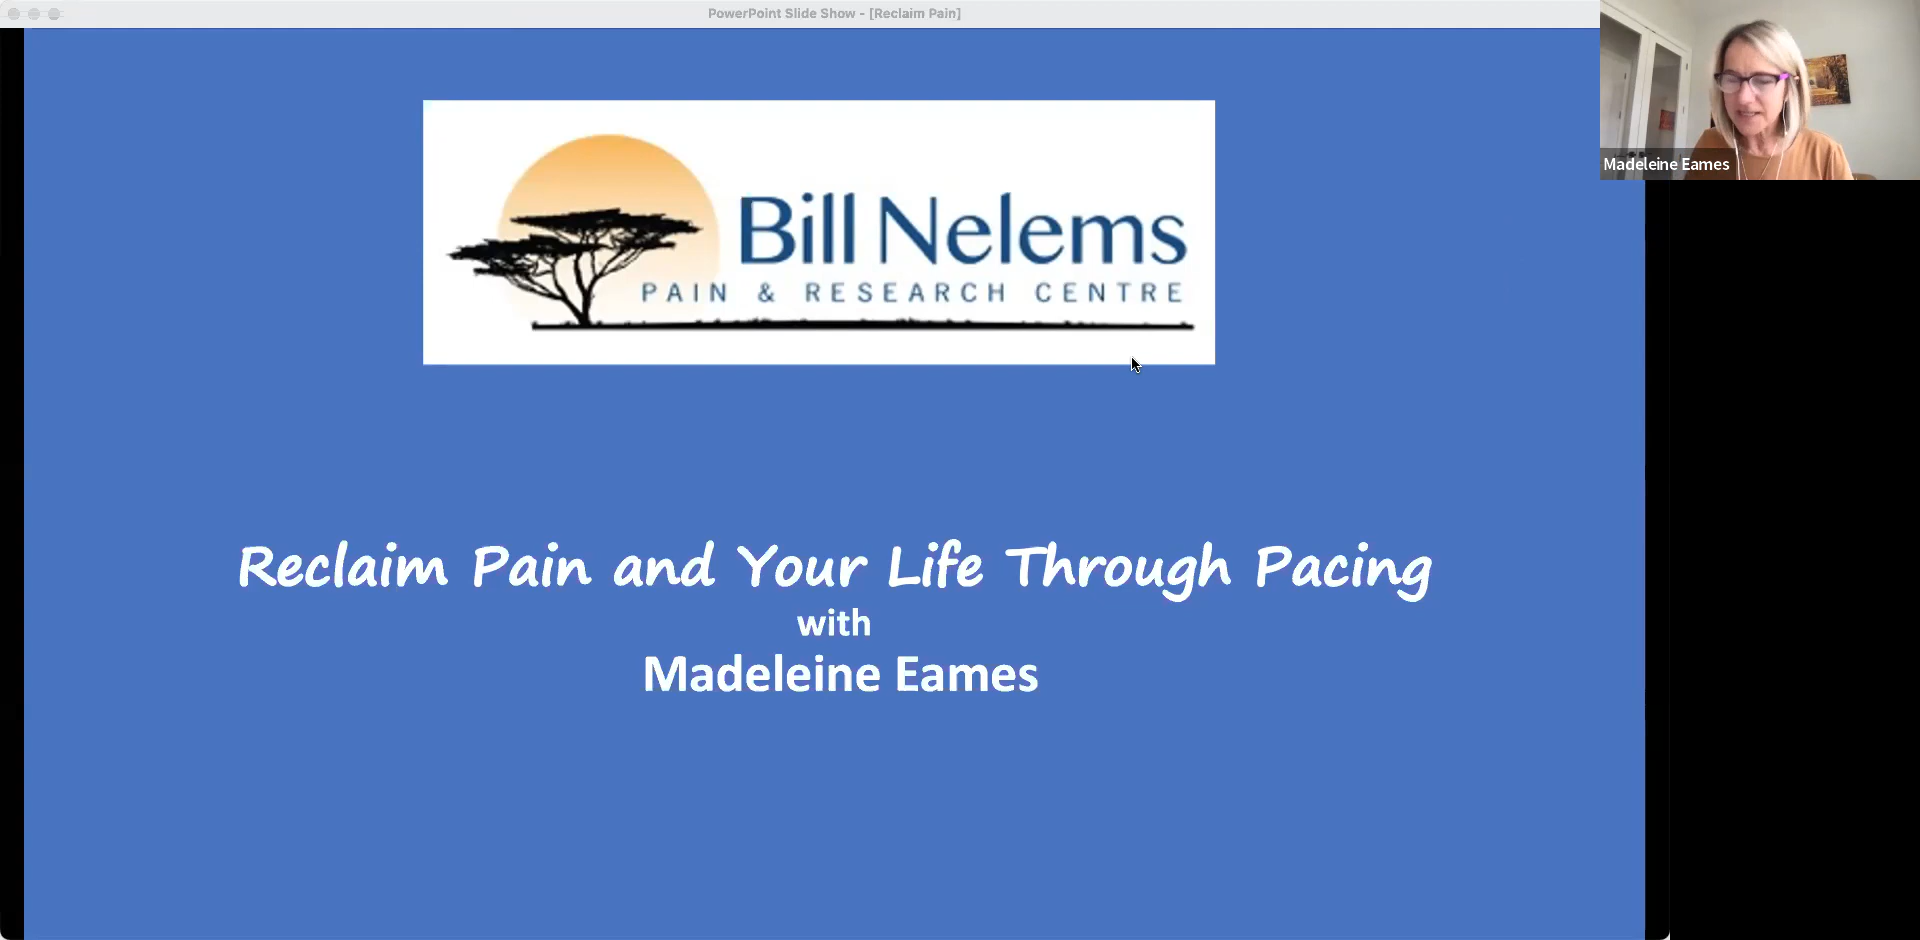 PowerPoint Slide Show - [Reclaim Pain]
Madeleine Eames
Bill Nelems
PAIN & RESEARCH CENTRE
Reclaim Pain and Your Life Through Pacing
with
Madeleine Eames